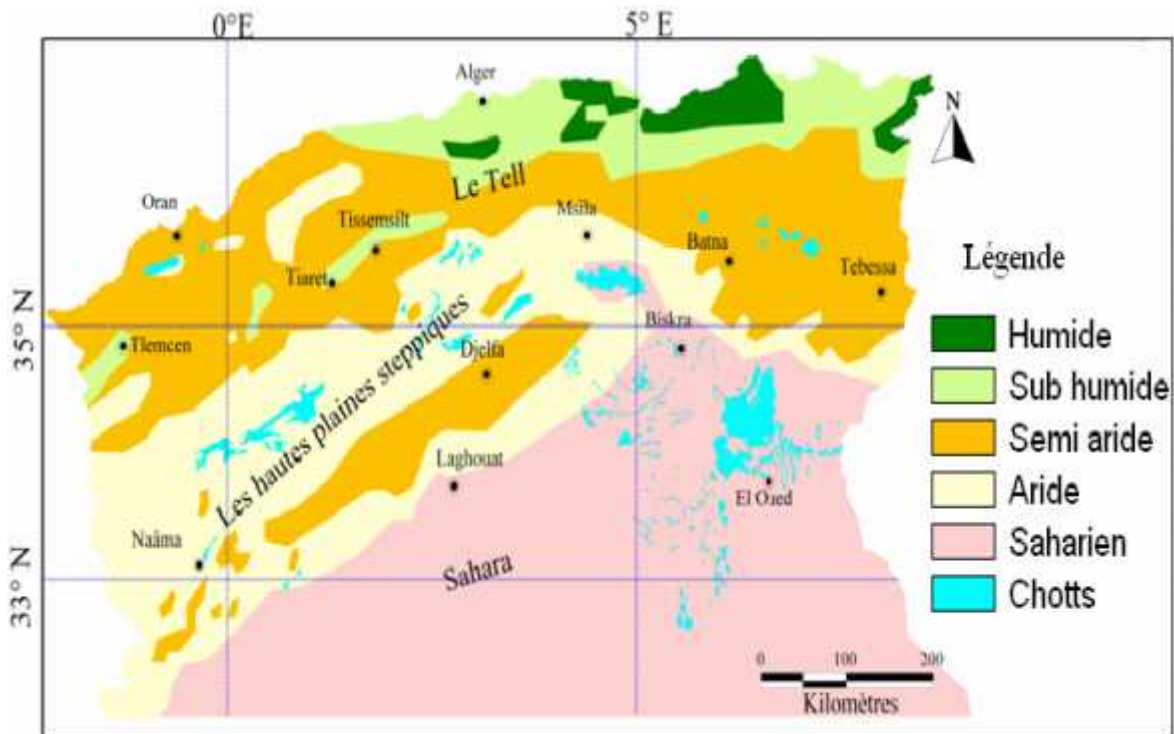 0°E
5° E
Alger
N
Le Tell
Oran
Tissemsilt
Msila
Batna
Tebessa
Tiaret
35° N
Biskra
Tlemcen
Djelfa
Les hautes plaines steppiques
Laghouat
El Oued
Naâma
Sahara
33° N
Légende
Humide
Sub humide
Semi aride
Aride
Saharien
Chotts
0
100
200
Kilomètres